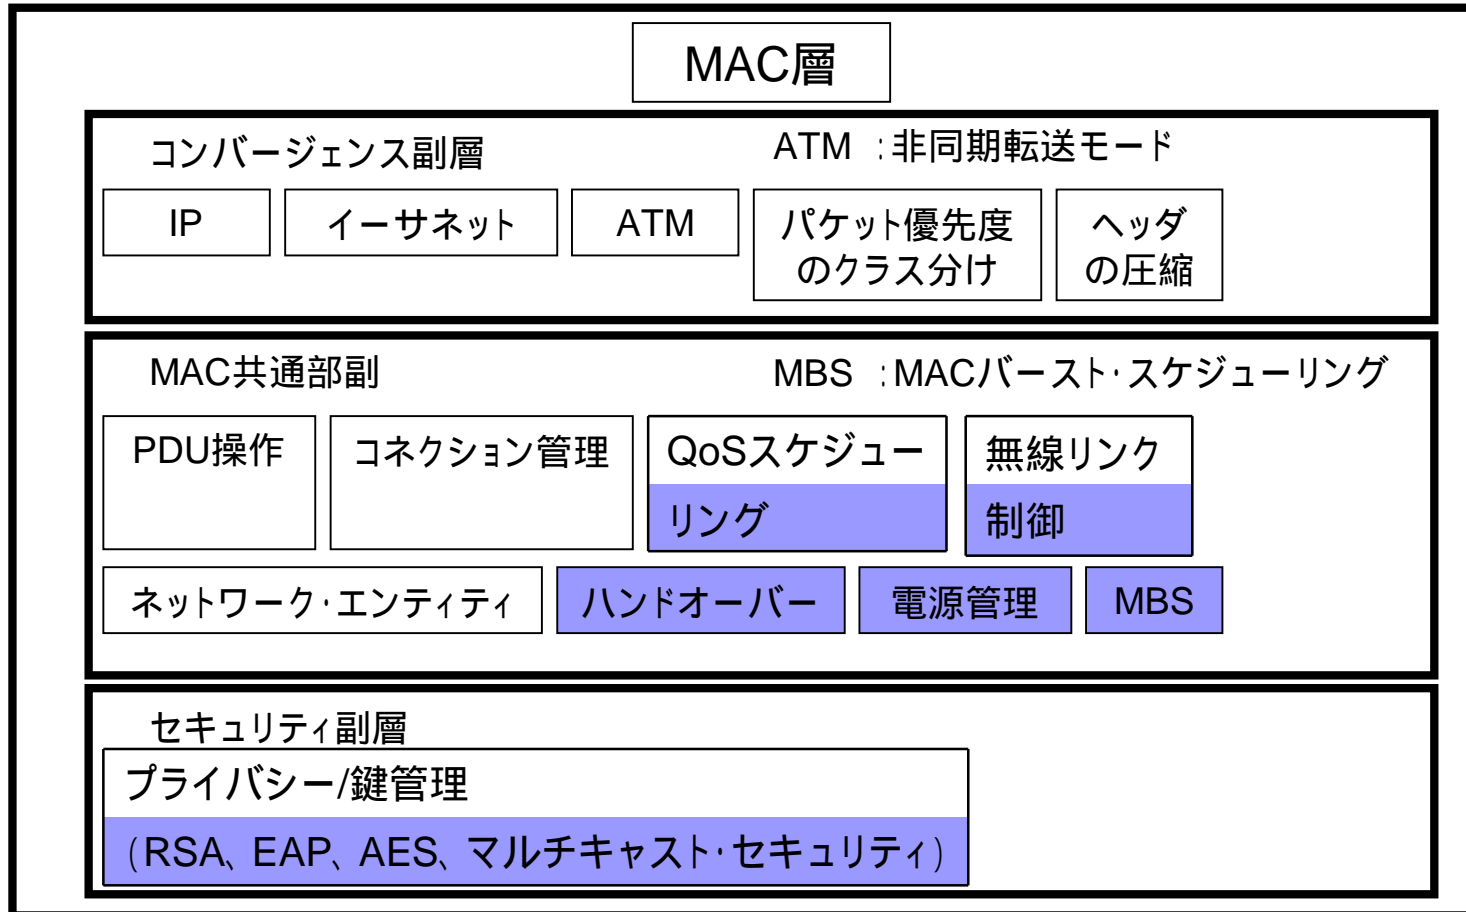 MAC層
コンバージェンス副層
ATM :非同期転送モード
IP
イーサネット
ATM
パケット優先度
のクラス分け
ヘッダ
の圧縮
MAC共通部副
MBS :MACバースト・スケジューリング
PDU操作
コネクション管理
QoSスケジュー
リング
無線リンク
制御
ネットワーク・エンティティ
ハンドオーバー
電源管理
MBS
セキュリティ副層
プライバシー/鍵管理
(RSA、EAP、AES、マルチキャスト・セキュリティ)